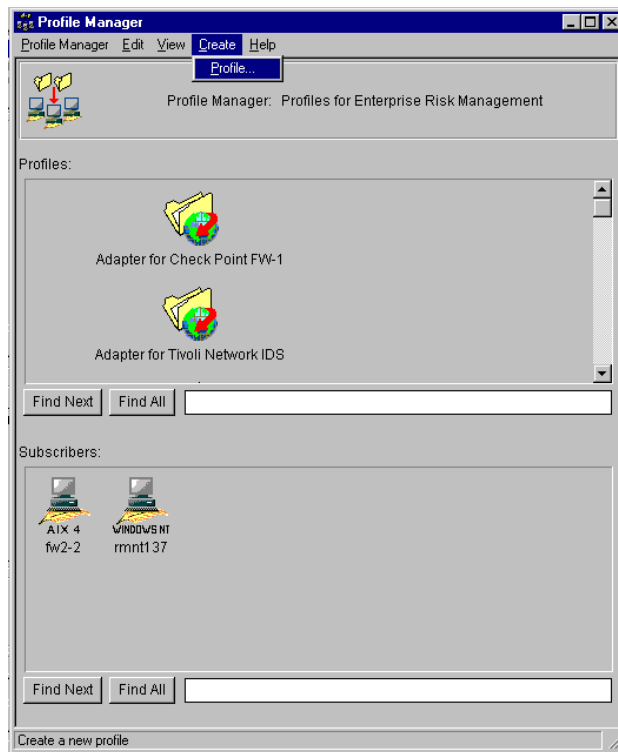 Profile Manager
Profile Manager Edit View Create Help
Profile...
Profile Manager: Profiles for Enterprise Risk Management
Profiles:
Adapter for Check Point FW-1
Adapter for Tivoli Network IDS
Find Next Find All
Subscribers:
AIX 4 WINDOWS NT
fw2-2 rmnt137
Find Next Find All
Create a new profile